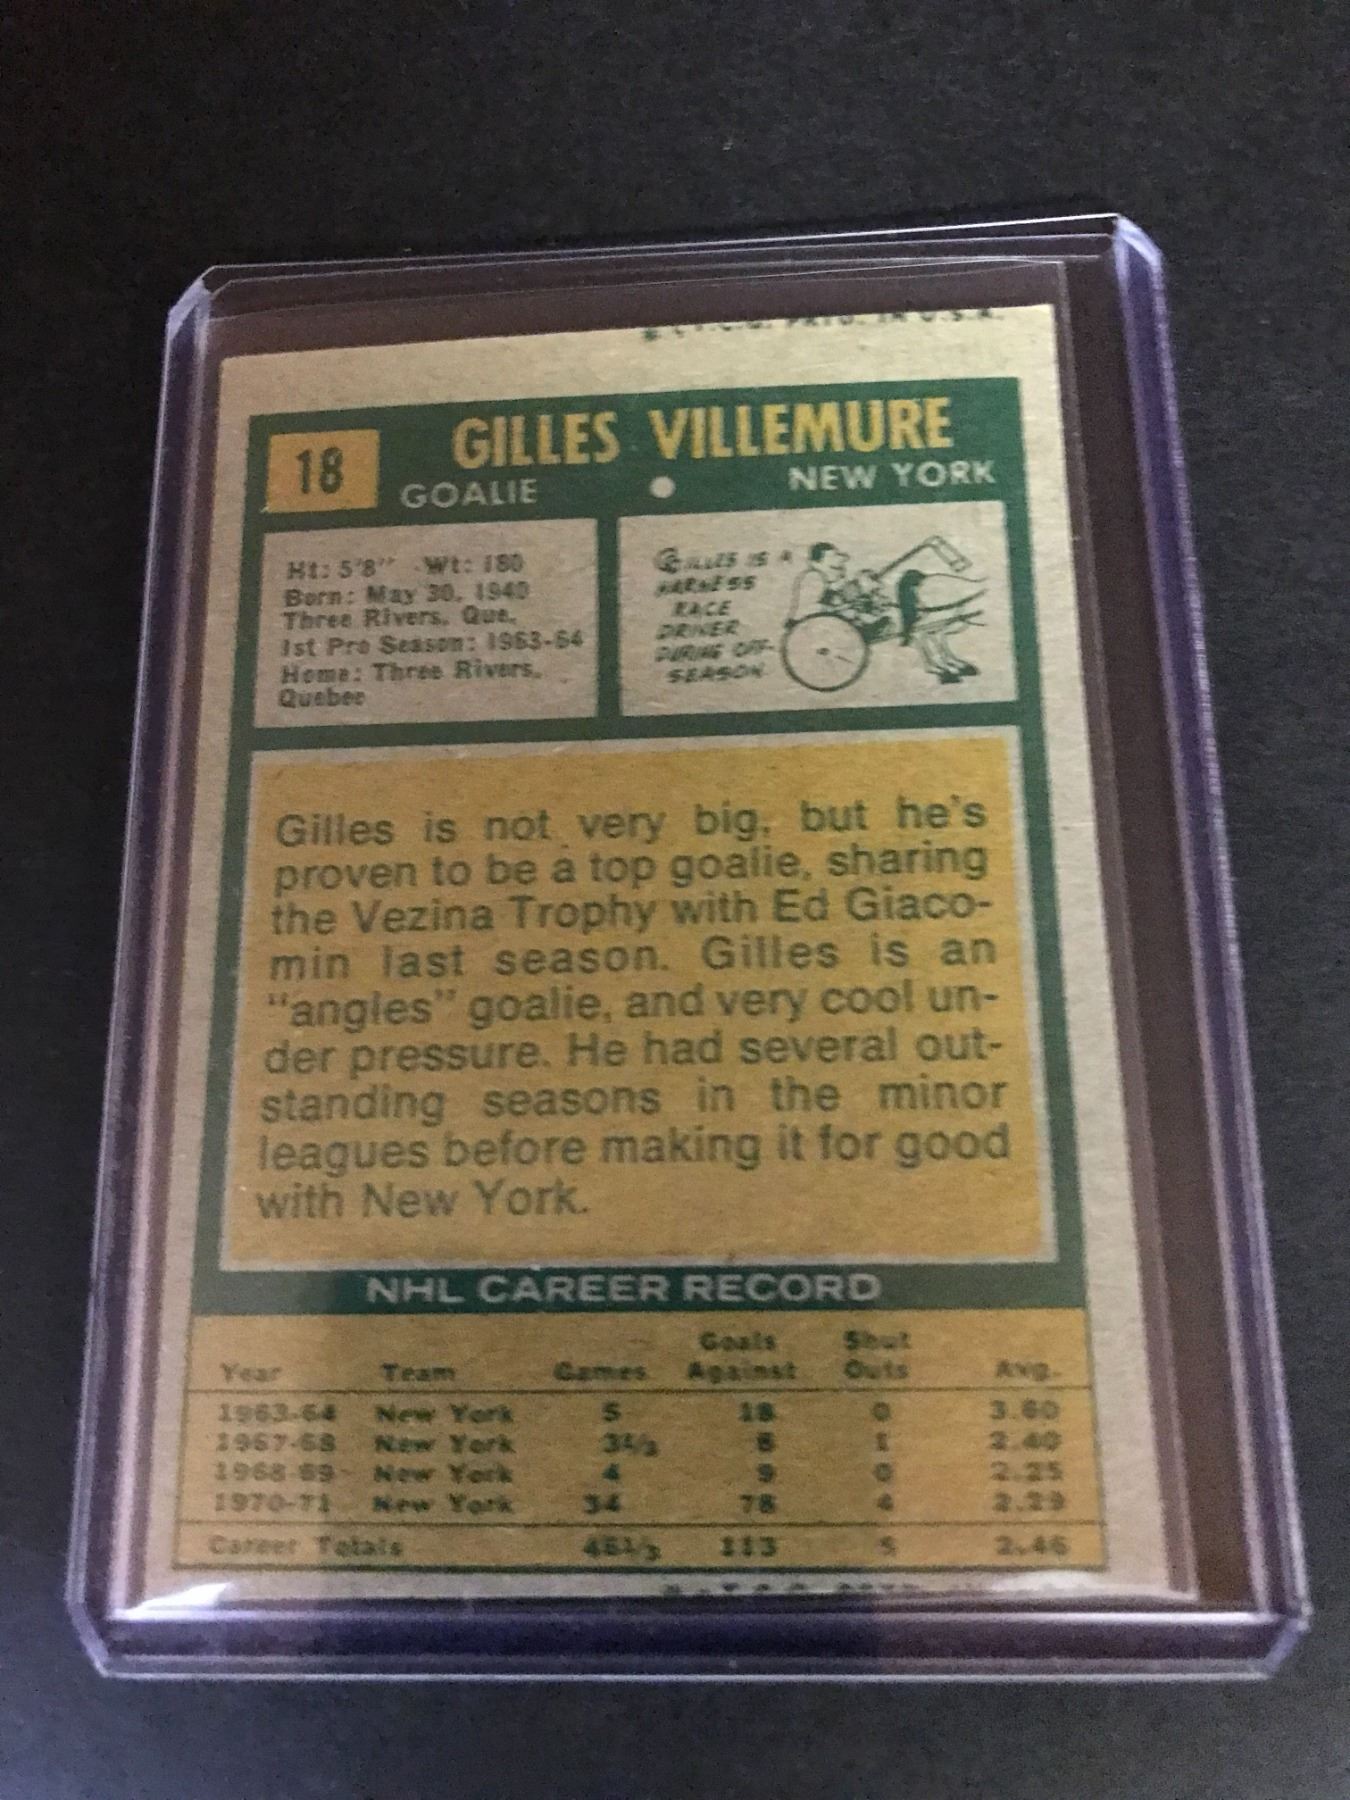 T.C.G. PRTD. IN U.S.A.
GILLES VILLEMURE
18
GOALIE • NEW YORK
Ht: 5'8" Wt: 180
Born: May 30, 1940
Three Rivers, Que.
1st Pro Season: 1963-64
Home: Three Rivers,
Quebec
GILLES IS A
HARNESS
RACE
DRIVER
DURING OFF-
SEASON
Gilles is not very big, but he's
proven to be a top goalie, sharing
the Vezina Trophy with Ed Giaco-
min last season. Gilles is an
"angles" goalie, and very cool un-
der pressure. He had several out-
standing seasons in the minor
leagues before making it for good
with New York.
NHL CAREER RECORD
Goals Shut
Year Team Games Against Outs Avg.
1963-64 New York 5 18 0 3.60
1967-68 New York 3⅓ 8 1 2.40
1968-69 New York 4 9 0 2.25
1970-71 New York 34 78 4 2.29
Career Totals 46⅓ 113 5 2.46